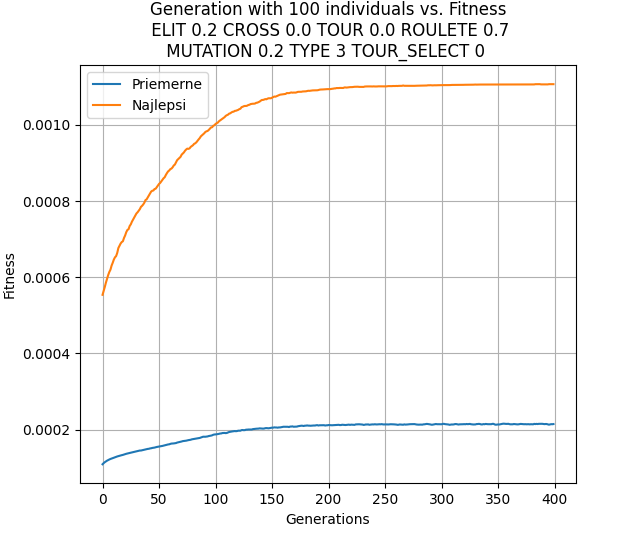 Generation with 100 individuals vs. Fitness
ELIT 0.2 CROSS 0.0 TOUR 0.0 ROULETE 0.7
MUTATION 0.2 TYPE 3 TOUR_SELECT 0
Priemerne
Najlepsi
0.0010
0.0008
0.0006
0.0004
0.0002
Fitness
0 50 100 150 200 250 300 350 400
Generations